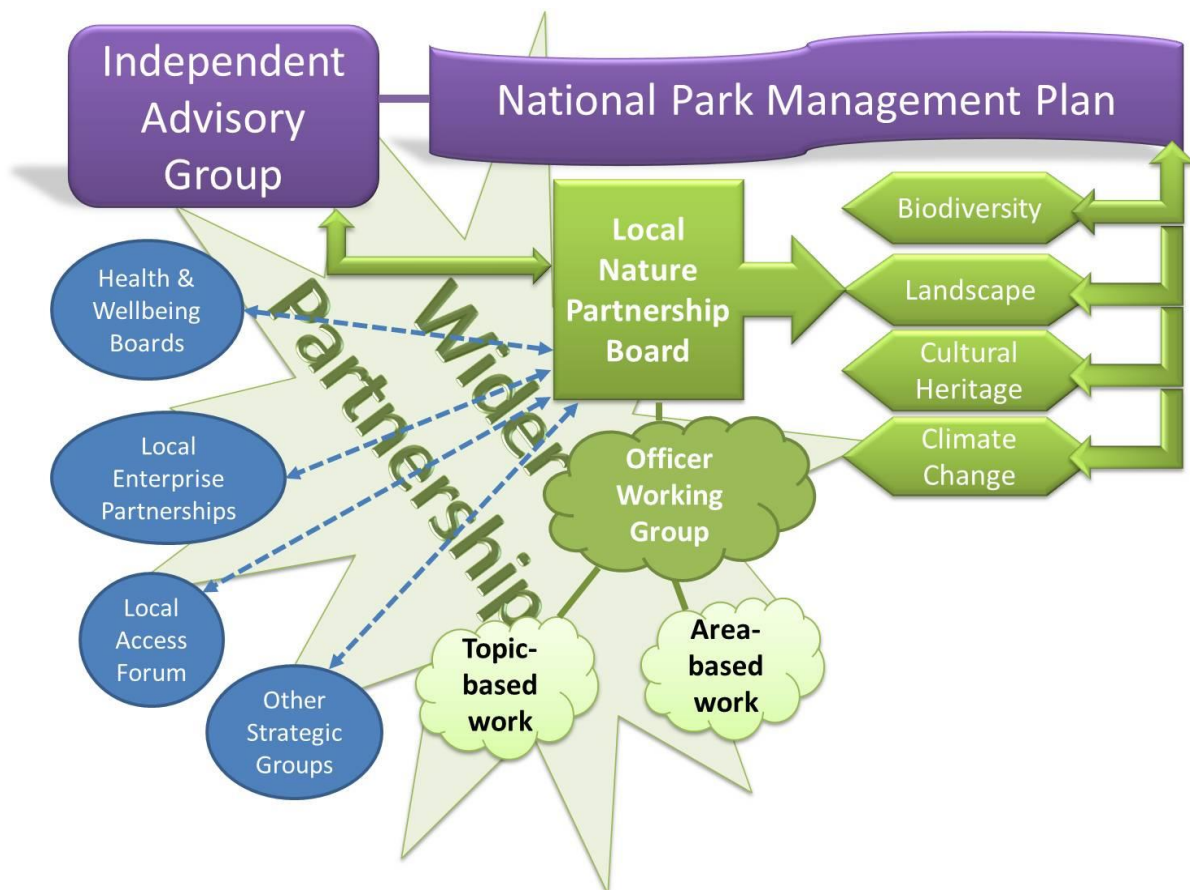 Independent
Advisory
Group
National Park Management Plan
Local
Nature
Partnership
Board
Biodiversity
Landscape
Cultural
Heritage
Climate
Change
Health &
Wellbeing
Boards
Wider
Partnership
Local
Enterprise
Partnerships
Officer
Working
Group
Local
Access
Forum
Other
Strategic
Groups
Topic-
based
work
Area-
based
work